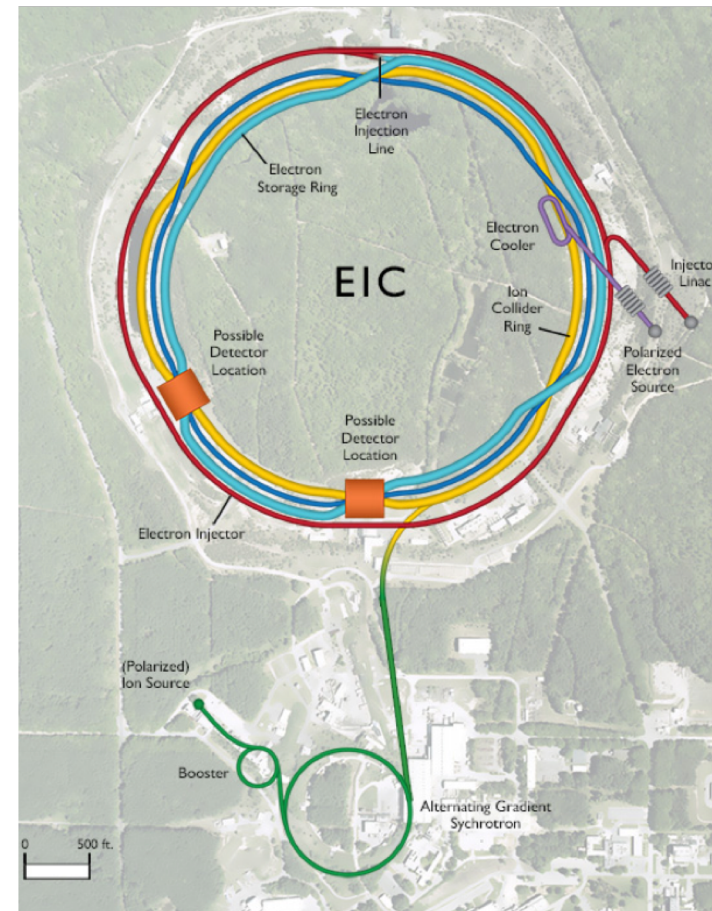 Electron
Injection
Line
Electron
Storage Ring
Electron
Cooler
EIC
Injector
Linac
Ion
Collider
Ring
Possible
Detector
Location
Polarized
Electron
Source
Possible
Detector
Location
Electron Injector
(Polarized)
Ion Source
Booster
Alternating Gradient
Sychrotron
0 500 ft.